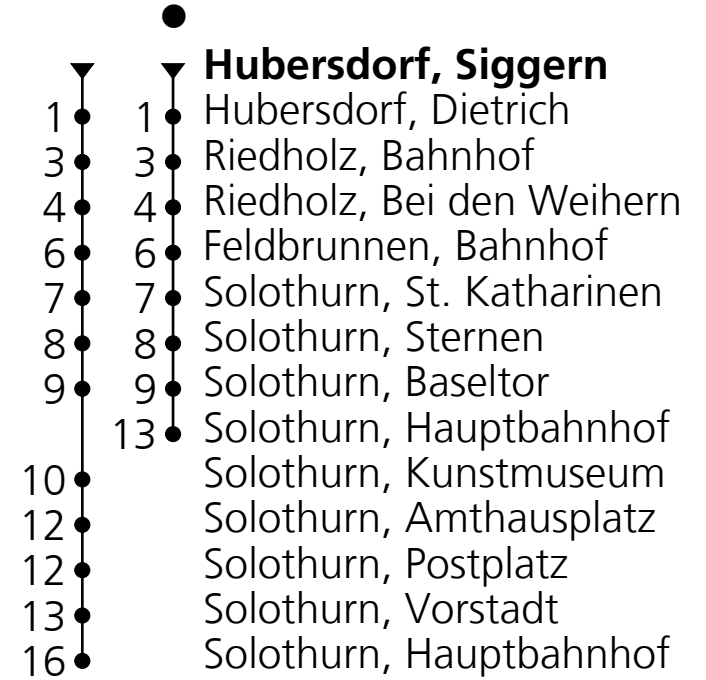 Hubersdorf, Siggern
1 1 Hubersdorf, Dietrich
3 3 Riedholz, Bahnhof
4 4 Riedholz, Bei den Weihern
6 6 Feldbrunnen, Bahnhof
7 7 Solothurn, St. Katharinen
8 8 Solothurn, Sternen
9 9 Solothurn, Baseltor
13 Solothurn, Hauptbahnhof
10 Solothurn, Kunstmuseum
12 Solothurn, Amthausplatz
12 Solothurn, Postplatz
13 Solothurn, Vorstadt
16 Solothurn, Hauptbahnhof